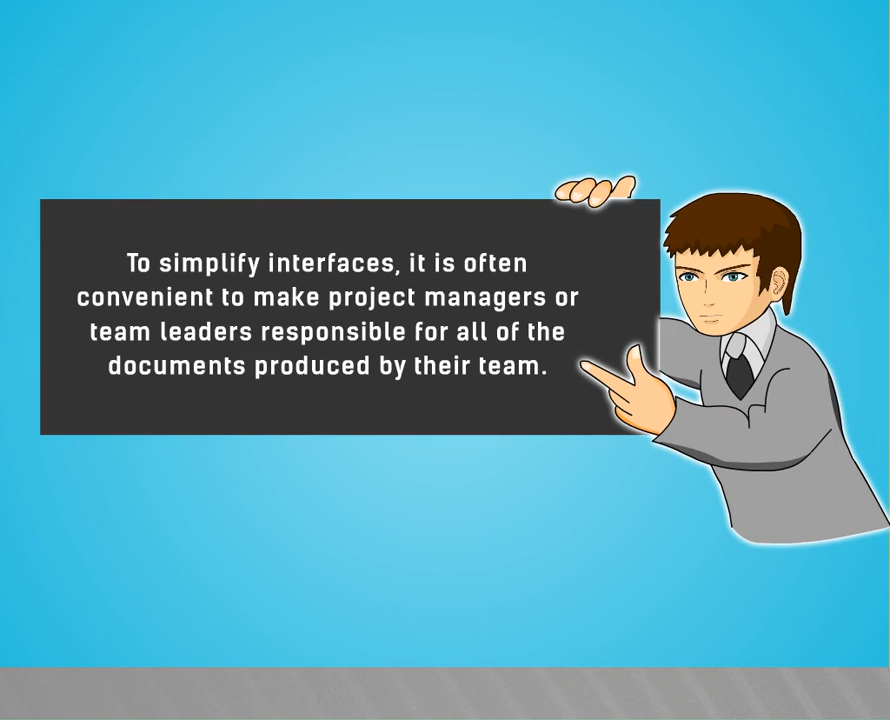 To simplify interfaces, it is often
convenient to make project managers or
team leaders responsible for all of the
documents produced by their team.